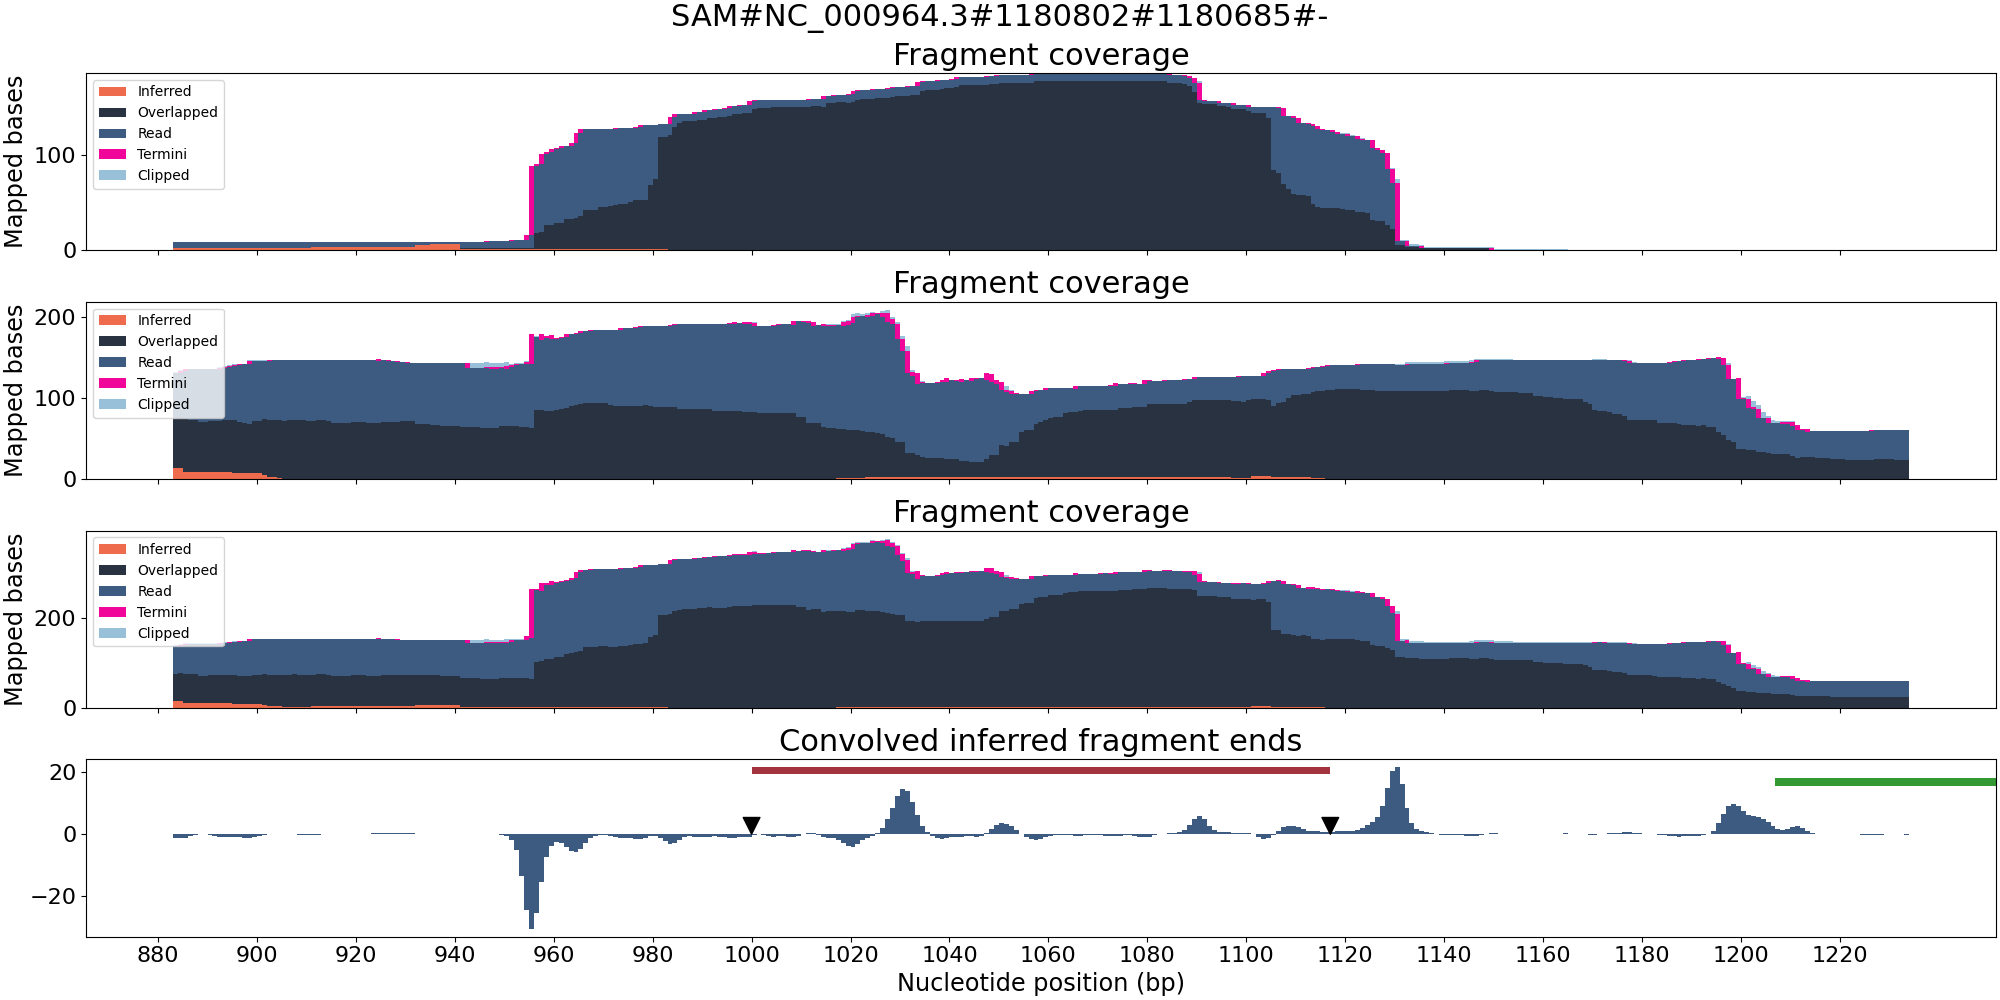 SAM#NC_000964.3#1180802#1180685#-
Fragment coverage
Mapped bases
100
0
Inferred
Overlapped
Read
Termini
Clipped
Fragment coverage
Mapped bases
200
100
0
Inferred
Overlapped
Read
Termini
Clipped
Fragment coverage
Mapped bases
200
0
Inferred
Overlapped
Read
Termini
Clipped
Convolved inferred fragment ends
20
0
−20
880 900 920 940 960 980 1000 1020 1040 1060 1080 1100 1120 1140 1160 1180 1200 1220
Nucleotide position (bp)